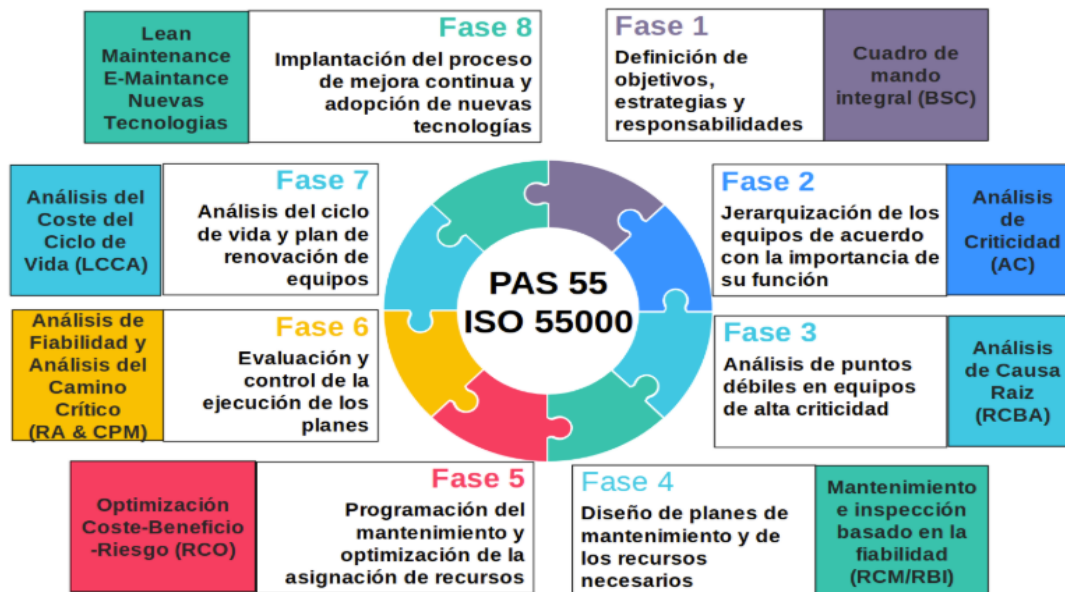 Fase 1
Definición de
objetivos,
estrategias y
responsabilidades
Cuadro de
mando
integral (BSC)
Fase 2
Jerarquización de los
equipos de acuerdo
con la importancia de
su función
Análisis
de
Criticidad
(AC)
Fase 3
Análisis de puntos
débiles en equipos
de alta criticidad
Análisis
de Causa
Raiz
(RCBA)
Fase 4
Diseño de planes de
mantenimiento y de
los recursos
necesarios
Mantenimiento
e inspección
basado en la
fiabilidad
(RCM/RBI)
Fase 5
Programación del
mantenimiento y
optimización de la
asignación de recursos
Optimización
Coste-Beneficio
-Riesgo (RCO)
Fase 6
Evaluación y
control de la
ejecución de los
planes
Análisis de
Fiabilidad y
Análisis del
Camino
Crítico
(RA & CPM)
Fase 7
Análisis del ciclo
de vida y plan de
renovación de
equipos
Análisis del
Coste del
Ciclo de
Vida (LCCA)
Fase 8
Implantación del proceso
de mejora continua y
adopción de nuevas
tecnologías
Lean
Maintenance
E-Maintance
Nuevas
Tecnologias
PAS 55
ISO 55000